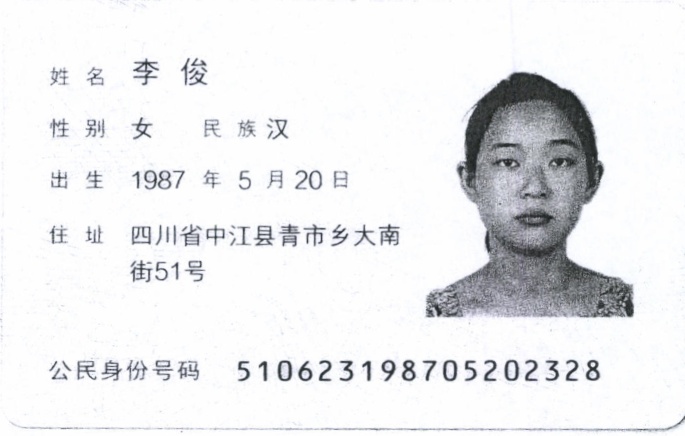 姓名 李俊
性别 女 民族 汉
出生 1987 年 5 月 20 日
住址 四川省中江县青市乡大南
街51号
公民身份号码 510623198705202328